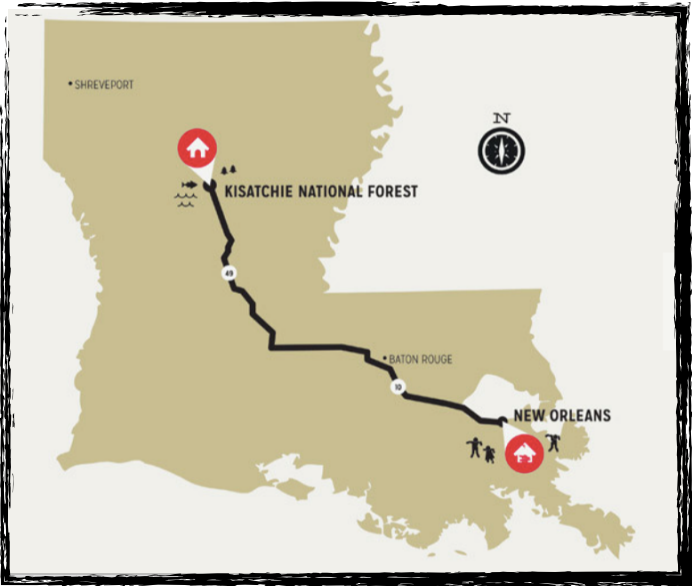 SHREVEPORT
N
KISATCHIE NATIONAL FOREST
49
BATON ROUGE
10
NEW ORLEANS